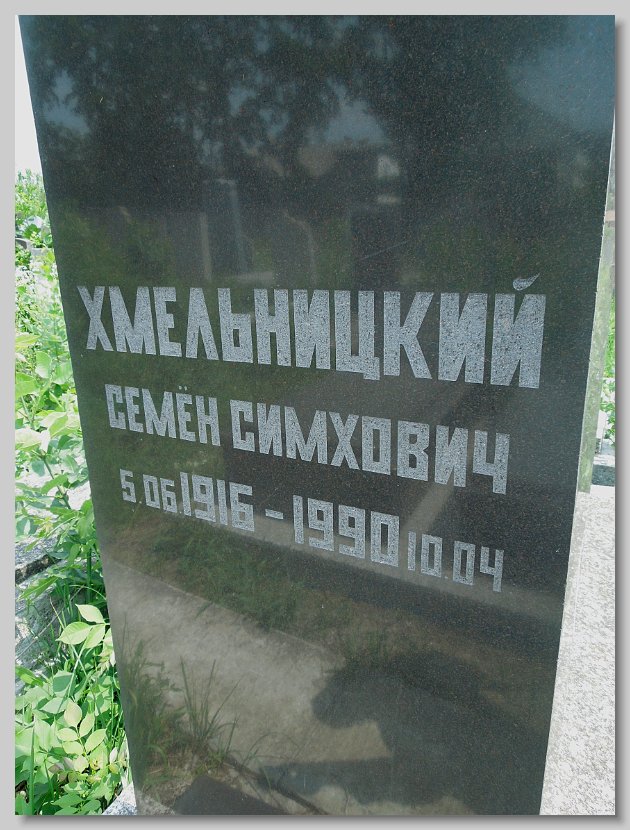 ХМЕЛЬНИЦКИЙ
СЕМЁН СИМХОВИЧ
5.06 1916 - 1990 10.04